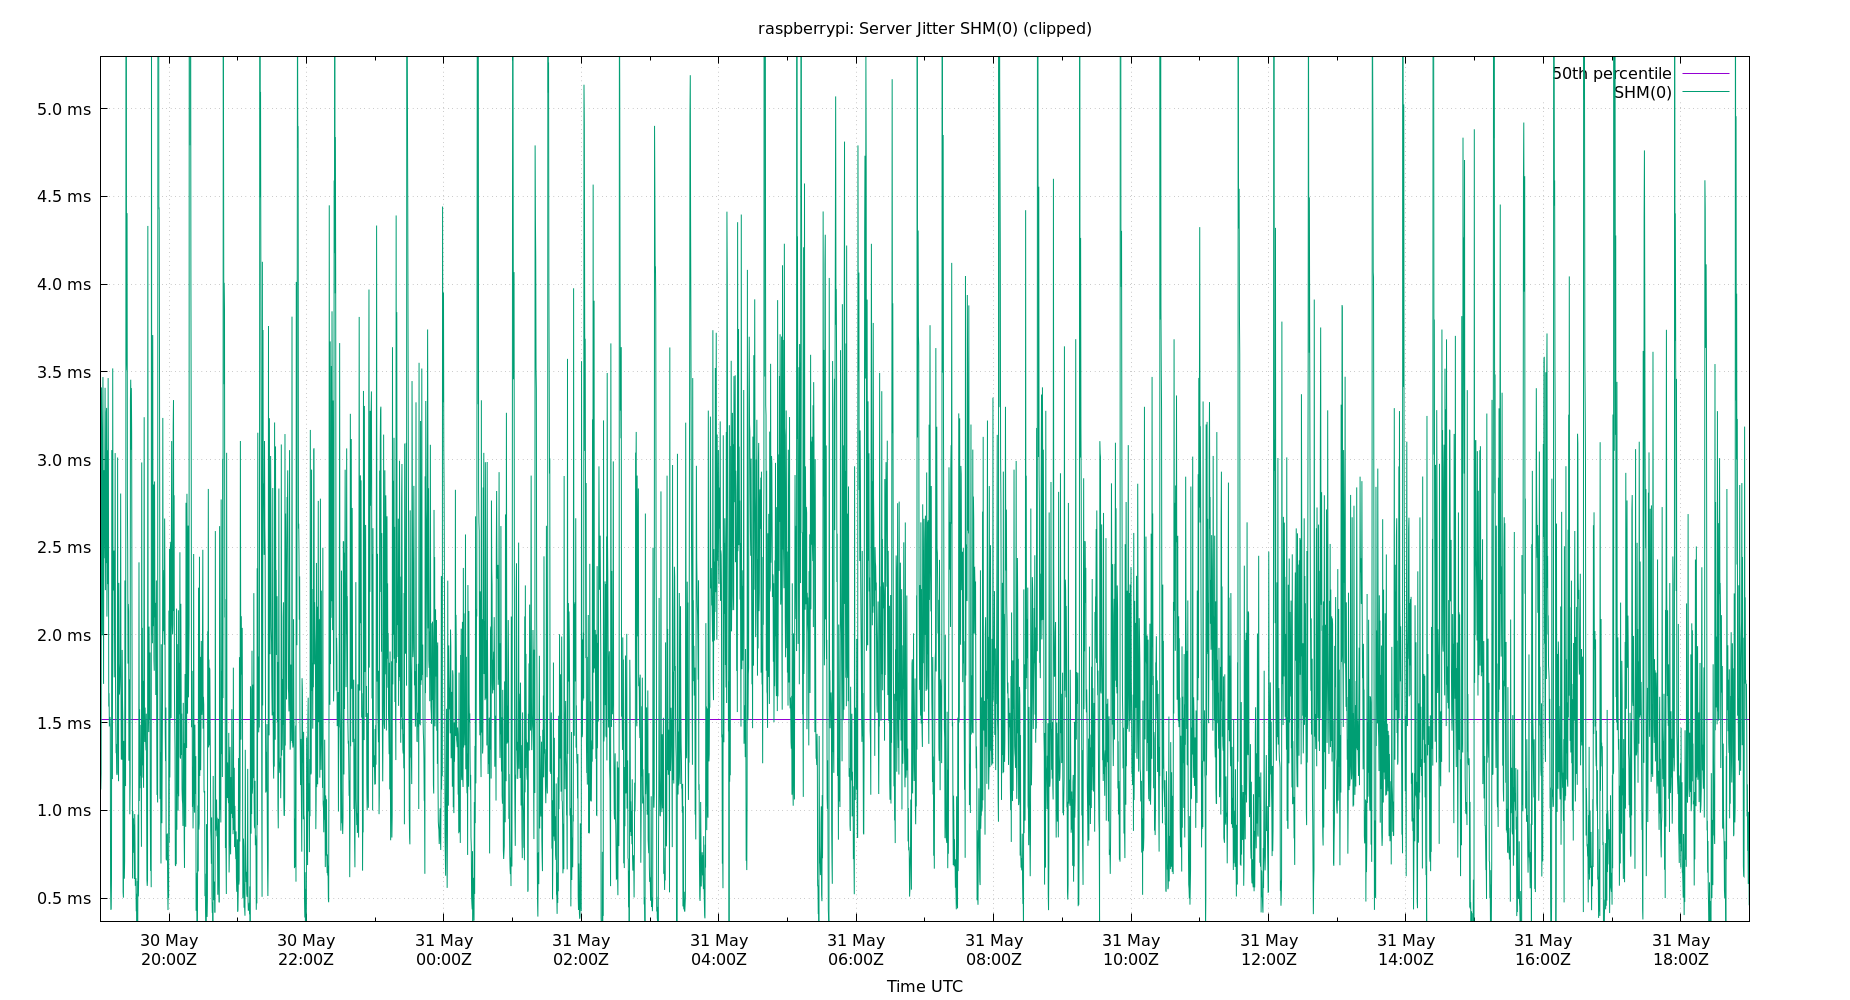 raspberrypi: Server Jitter SHM(0) (clipped)
50th percentile
SHM(0)
5.0 ms
4.5 ms
4.0 ms
3.5 ms
3.0 ms
2.5 ms
2.0 ms
1.5 ms
1.0 ms
0.5 ms
30 May 30 May 31 May 31 May 31 May 31 May 31 May 31 May 31 May 31 May 31 May 31 May
20:00Z 22:00Z 00:00Z 02:00Z 04:00Z 06:00Z 08:00Z 10:00Z 12:00Z 14:00Z 16:00Z 18:00Z
Time UTC